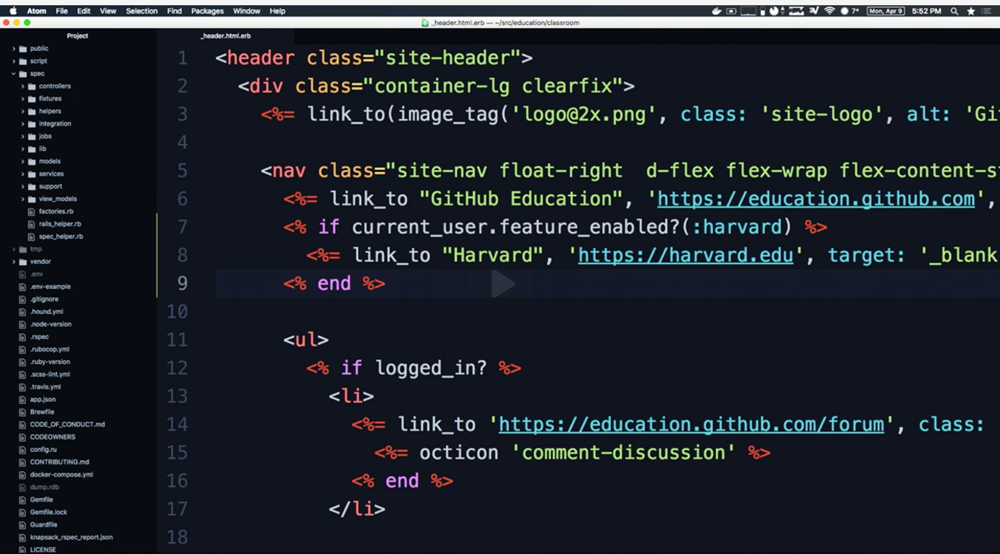 Atom File Edit View Selection Find Packages Window Help
7° Mon, Apr 9 5:52 PM
_header.html.erb — ~/src/education/classroom
Project
public
script
spec
controllers
fixtures
helpers
integration
jobs
lib
models
services
support
view_models
factories.rb
rails_helper.rb
spec_helper.rb
tmp
vendor
.env
.env-example
.gitignore
.hound.yml
.node-version
.rspec
.rubocop.yml
.ruby-version
.scss-lint.yml
.travis.yml
app.json
Brewfile
CODE_OF_CONDUCT.md
CODEOWNERS
config.ru
CONTRIBUTING.md
docker-compose.yml
dump.rdb
Gemfile
Gemfile.lock
Guardfile
knapsack_rspec_report.json
LICENSE
_header.html.erb
1 <header class="site-header">
2 <div class="container-lg clearfix">
3 <%= link_to(image_tag('logo@2x.png', class: 'site-logo', alt: 'Gi
4
5 <nav class="site-nav float-right  d-flex flex-wrap flex-content-s
6 <%= link_to "GitHub Education", 'https://education.github.com',
7 <% if current_user.feature_enabled?(:harvard) %>
8 <%= link_to "Harvard", 'https://harvard.edu', target: '_blank
9 <% end %>
10
11 <ul>
12 <% if logged_in? %>
13 <li>
14 <%= link_to 'https://education.github.com/forum', class:
15 <%= octicon 'comment-discussion' %>
16 <% end %>
17 </li>
18